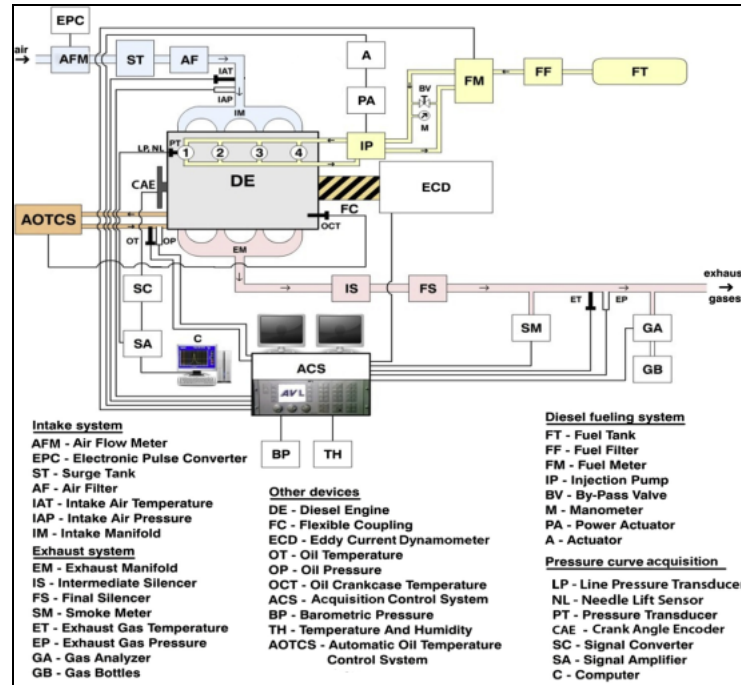 EPC
air
AFM
ST
AF
IAT
IAP
IM
A
PA
FM
FF
FT
BV
T
M
IP
LP, NL
PT
1 2 3 4
DE
CAE
FC
ECD
AOTCS
OT
OP
OCT
EM
SC
SA
C
IS
FS
exhaust
gases
ET
EP
SM
GA
GB
ACS
AVL
BP
TH
Intake system
AFM - Air Flow Meter
EPC - Electronic Pulse Converter
ST - Surge Tank
AF - Air Filter
IAT - Intake Air Temperature
IAP - Intake Air Pressure
IM - Intake Manifold
Exhaust system
EM - Exhaust Manifold
IS - Intermediate Silencer
FS - Final Silencer
SM - Smoke Meter
ET - Exhaust Gas Temperature
EP - Exhaust Gas Pressure
GA - Gas Analyzer
GB - Gas Bottles
Other devices
DE - Diesel Engine
FC - Flexible Coupling
ECD - Eddy Current Dynamometer
OT - Oil Temperature
OP - Oil Pressure
OCT - Oil Crankcase Temperature
ACS - Acquisition Control System
BP - Barometric Pressure
TH - Temperature And Humidity
AOTCS - Automatic Oil Temperature
Control System
Diesel fueling system
FT - Fuel Tank
FF - Fuel Filter
FM - Fuel Meter
IP - Injection Pump
BV - By-Pass Valve
M - Manometer
PA - Power Actuator
A - Actuator
Pressure curve acquisition
LP - Line Pressure Transducer
NL - Needle Lift Sensor
PT - Pressure Transducer
CAE - Crank Angle Encoder
SC - Signal Converter
SA - Signal Amplifier
C - Computer